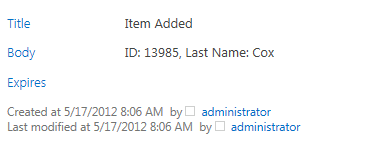 Title Item Added
Body ID: 13985, Last Name: Cox
Expires
Created at 5/17/2012 8:06 AM by administrator
Last modified at 5/17/2012 8:06 AM by administrator